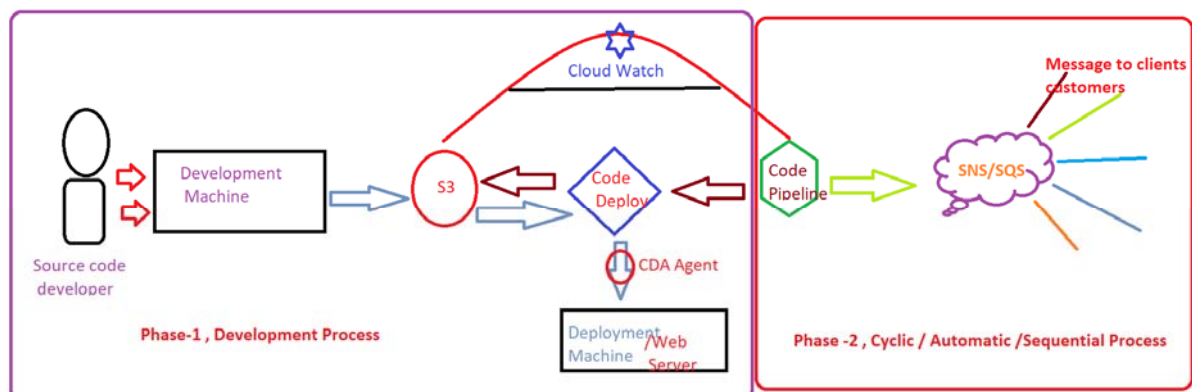 Cloud Watch
Message to clients
customers
Development
Machine
S3
Code
Deploy
Code
Pipeline
SNS/SQS
Source code
developer
CDA Agent
Deployment
Machine
/Web
Server
Phase-1 , Development Process
Phase -2 , Cyclic / Automatic /Sequential Process